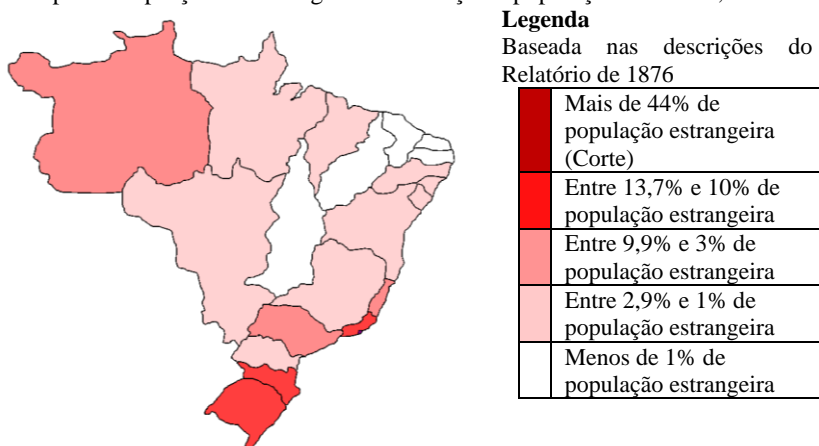 Legenda
Baseada nas descrições do
Relatório de 1876
Mais de 44% de
população estrangeira
(Corte)
Entre 13,7% e 10% de
população estrangeira
Entre 9,9% e 3% de
população estrangeira
Entre 2,9% e 1% de
população estrangeira
Menos de 1% de
população estrangeira